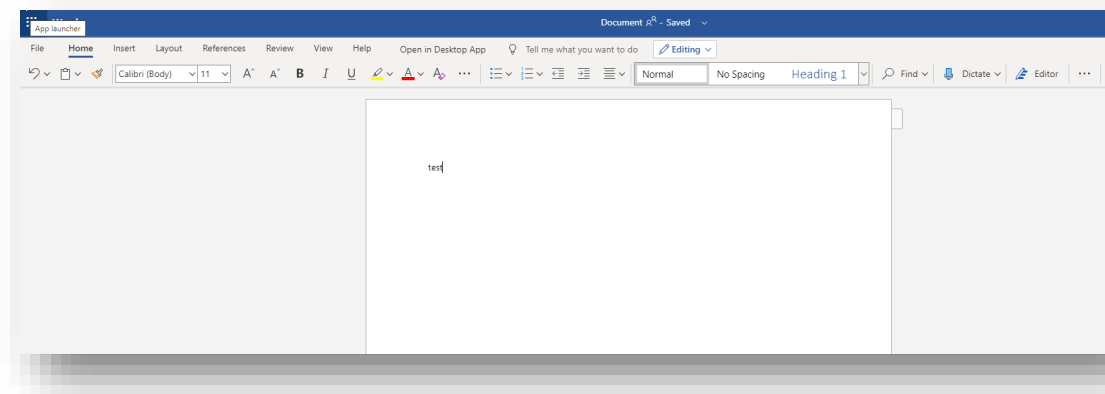 App launcher
Document - Saved
File Home Insert Layout References Review View Help Open in Desktop App Tell me what you want to do Editing
Calibri (Body) 11 A A B I U A A Normal No Spacing Heading 1 Find Dictate Editor
test